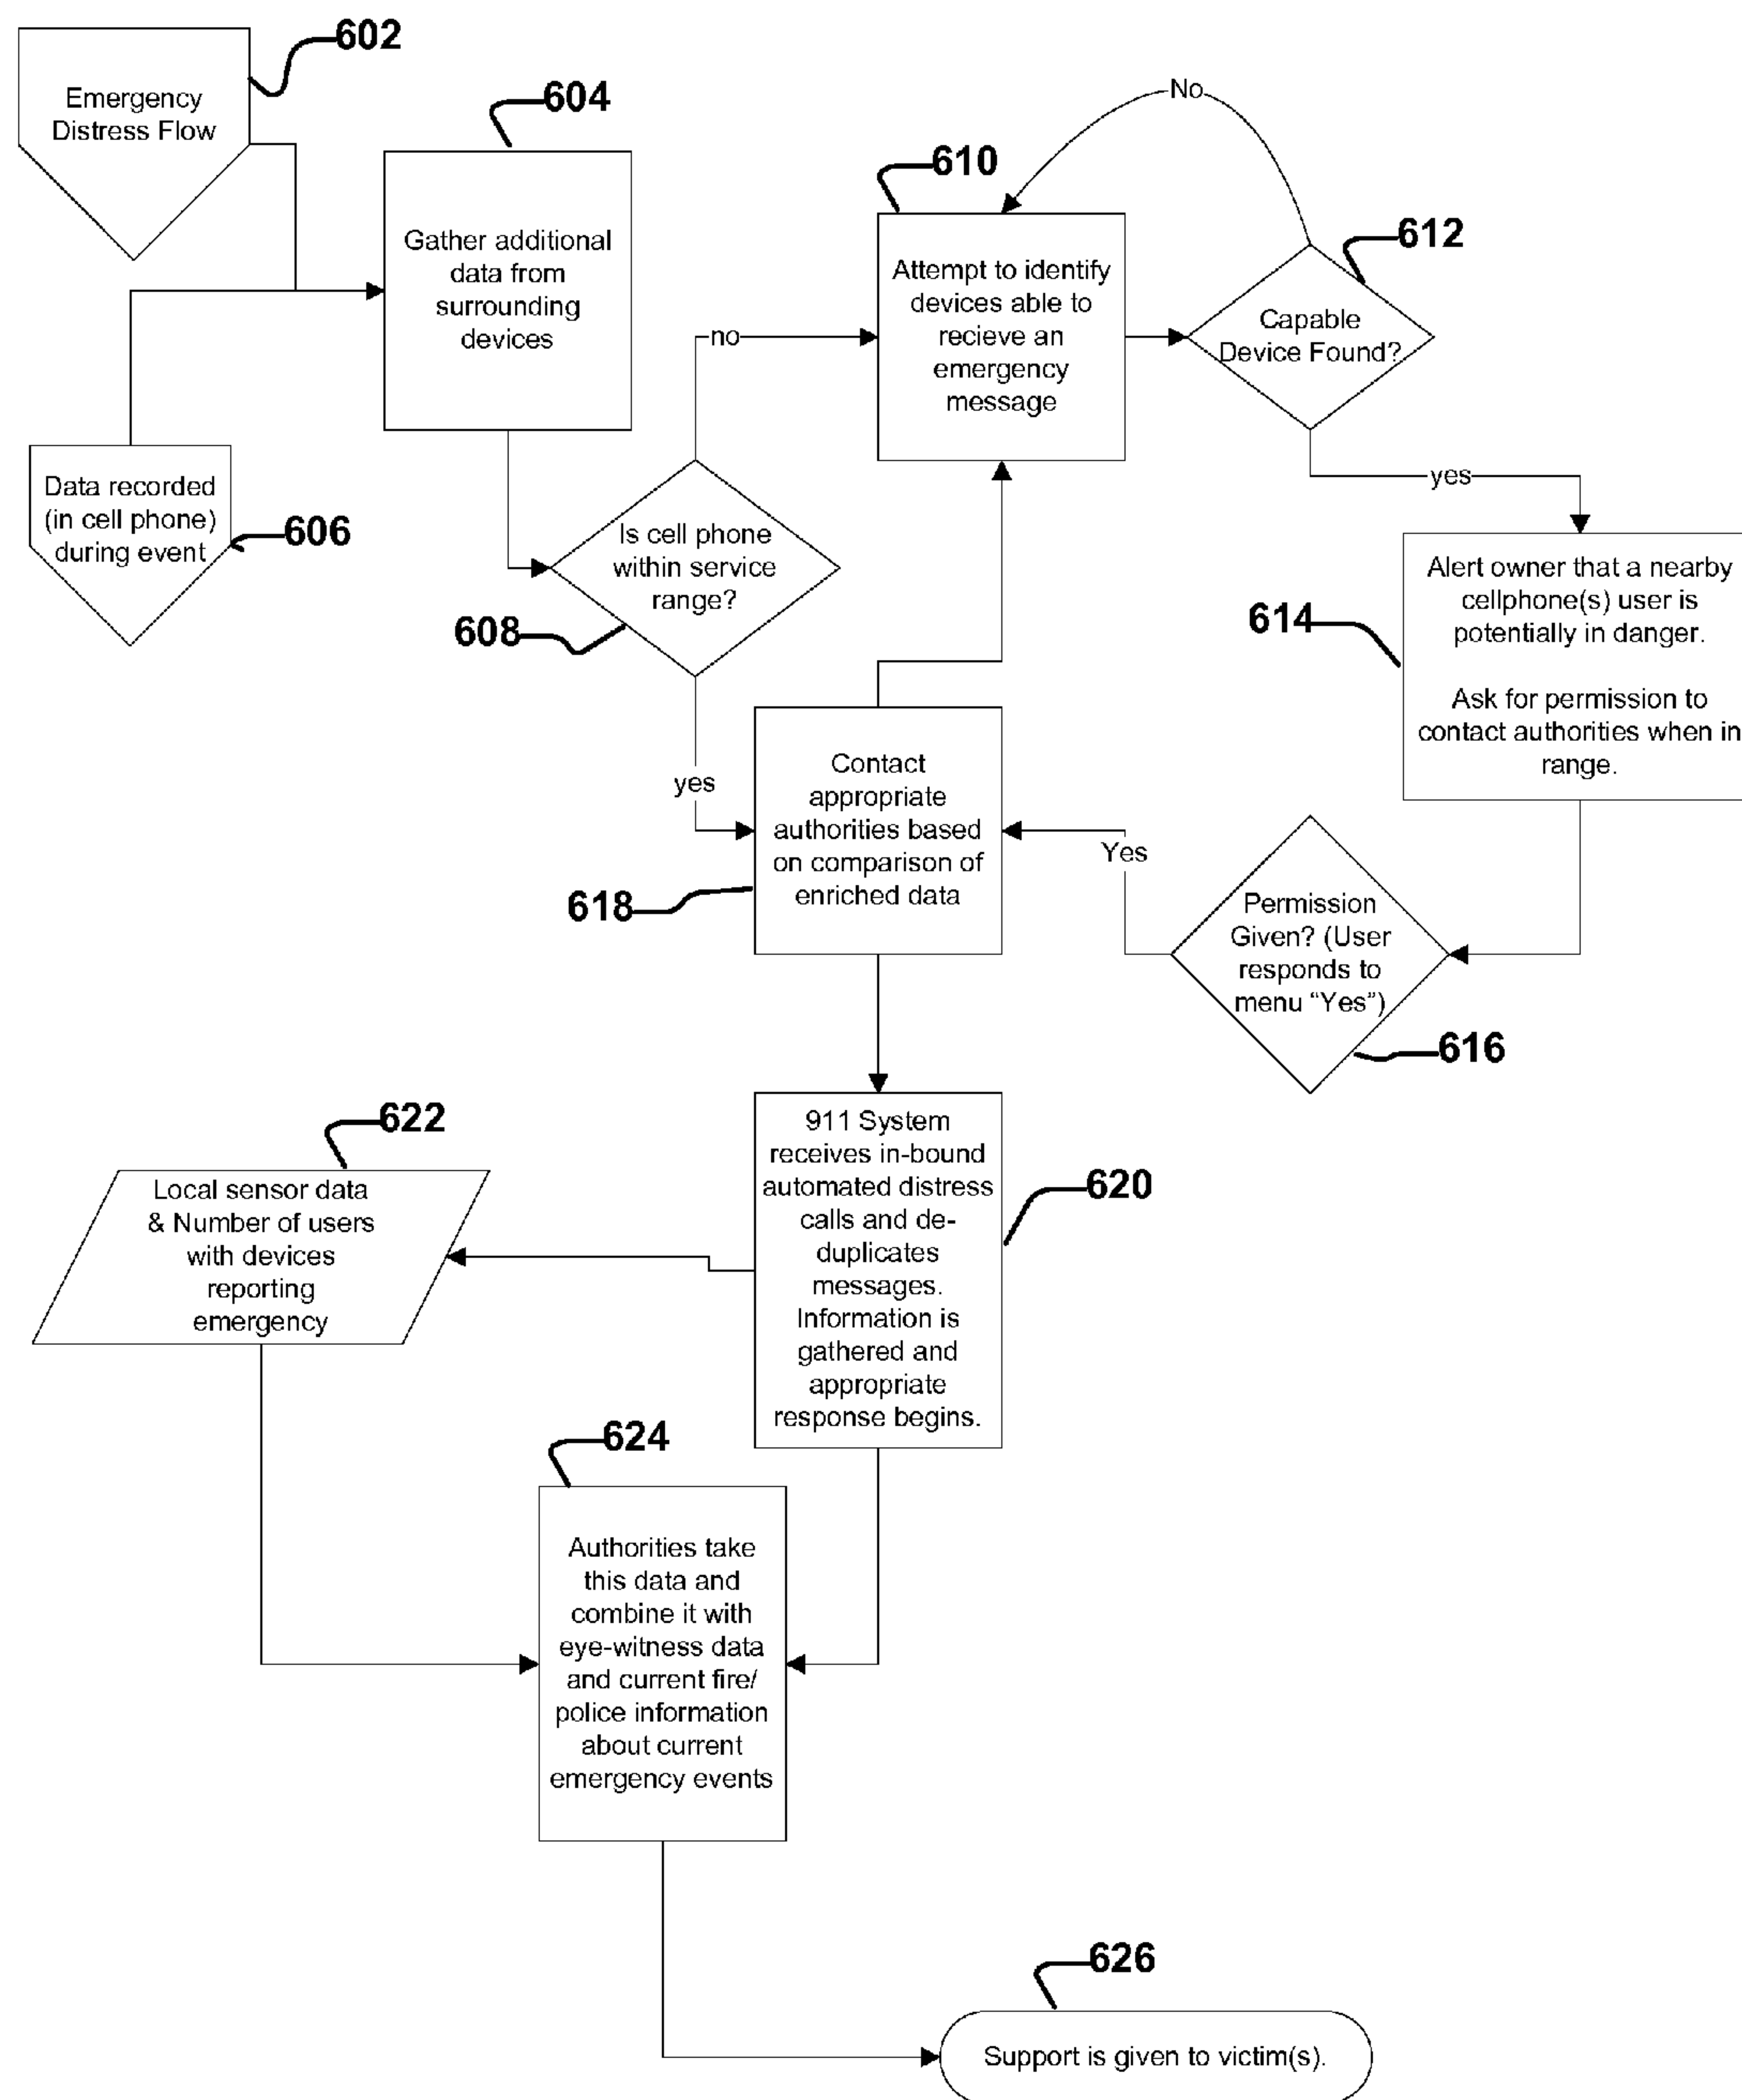 602
Emergency
Distress Flow
604
Gather additional
data from
surrounding
devices
Data recorded
(in cell phone)
during event
606
Is cell phone
within service
range?
608
no
yes
610
Attempt to identify
devices able to
recieve an
emergency
message
No
612
Capable
Device Found?
yes
614
Alert owner that a nearby
cellphone(s) user is
potentially in danger.
Ask for permission to
contact authorities when in
range.
Permission
Given? (User
responds to
menu “Yes”)
616
Yes
Contact
appropriate
authorities based
on comparison of
enriched data
618
911 System
receives in-bound
automated distress
calls and de-
duplicates
messages.
Information is
gathered and
appropriate
response begins.
620
622
Local sensor data
& Number of users
with devices
reporting
emergency
624
Authorities take
this data and
combine it with
eye-witness data
and current fire/
police information
about current
emergency events
626
Support is given to victim(s).